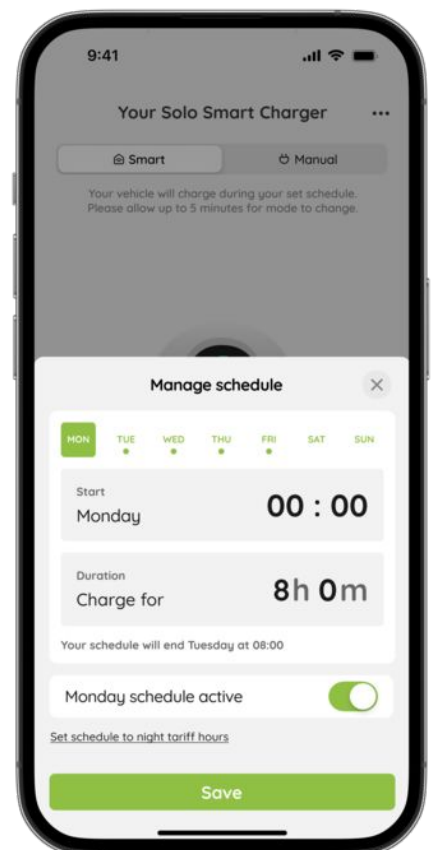 9:41
Your Solo Smart Charger
Smart Manual
Your vehicle will charge during your set schedule.
Please allow up to 5 minutes for mode to change.
Manage schedule
MON TUE WED THU FRI SAT SUN
Start
Monday 00 : 00
Duration
Charge for 8h 0m
Your schedule will end Tuesday at 08:00
Monday schedule active
Set schedule to night tariff hours
Save